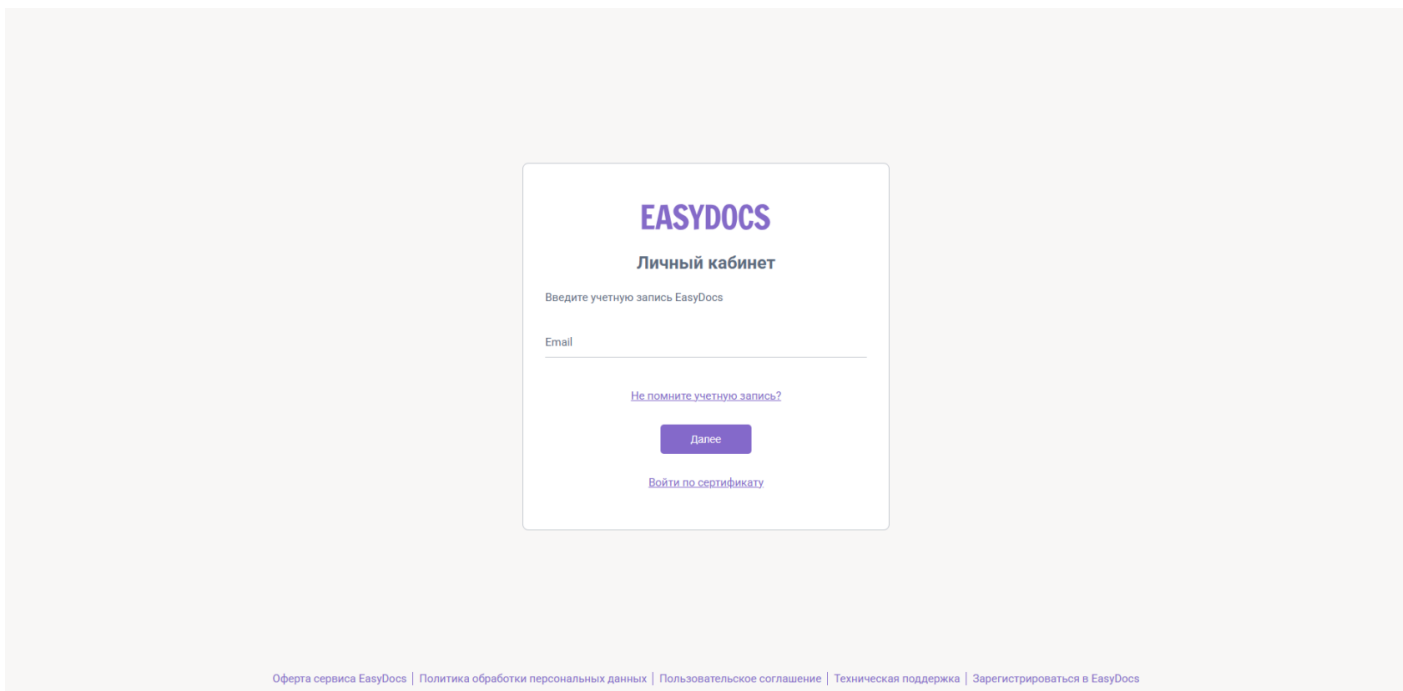 EASYDOCS
Личный кабинет
Введите учетную запись EasyDocs
Email
Не помните учетную запись?
Далее
Войти по сертификату
Оферта сервиса EasyDocs | Политика обработки персональных данных | Пользовательское соглашение | Техническая поддержка | Зарегистрироваться в EasyDocs